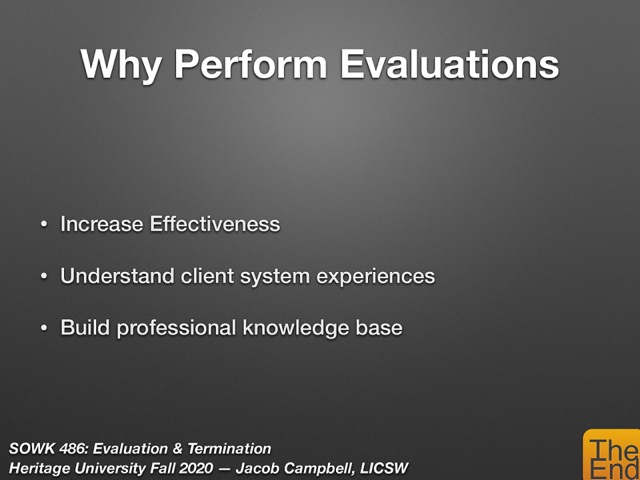 Why Perform Evaluations
• Increase Effectiveness
• Understand client system experiences
• Build professional knowledge base
SOWK 486: Evaluation & Termination
Heritage University Fall 2020 — Jacob Campbell, LICSW
The
End